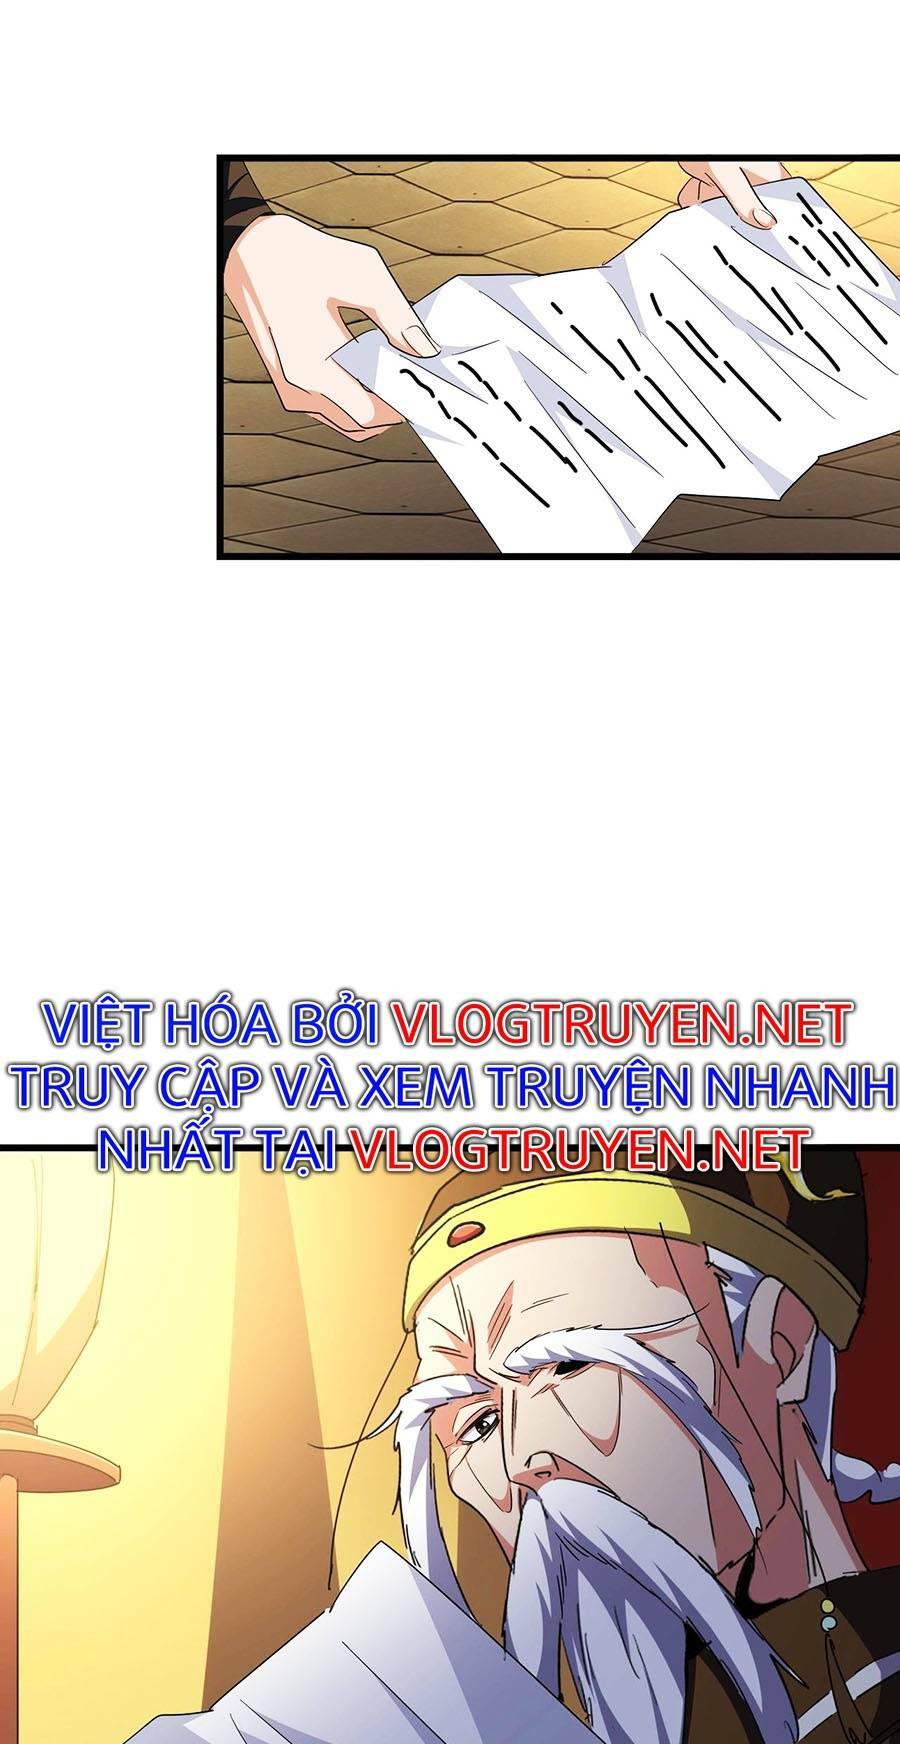 VIỆT HÓA BỞI VLOGTRUYEN.NET
TRUY CẬP VÀ XEM TRUYỆN NHANH
NHẤT TẠI VLOGTRUYEN.NET